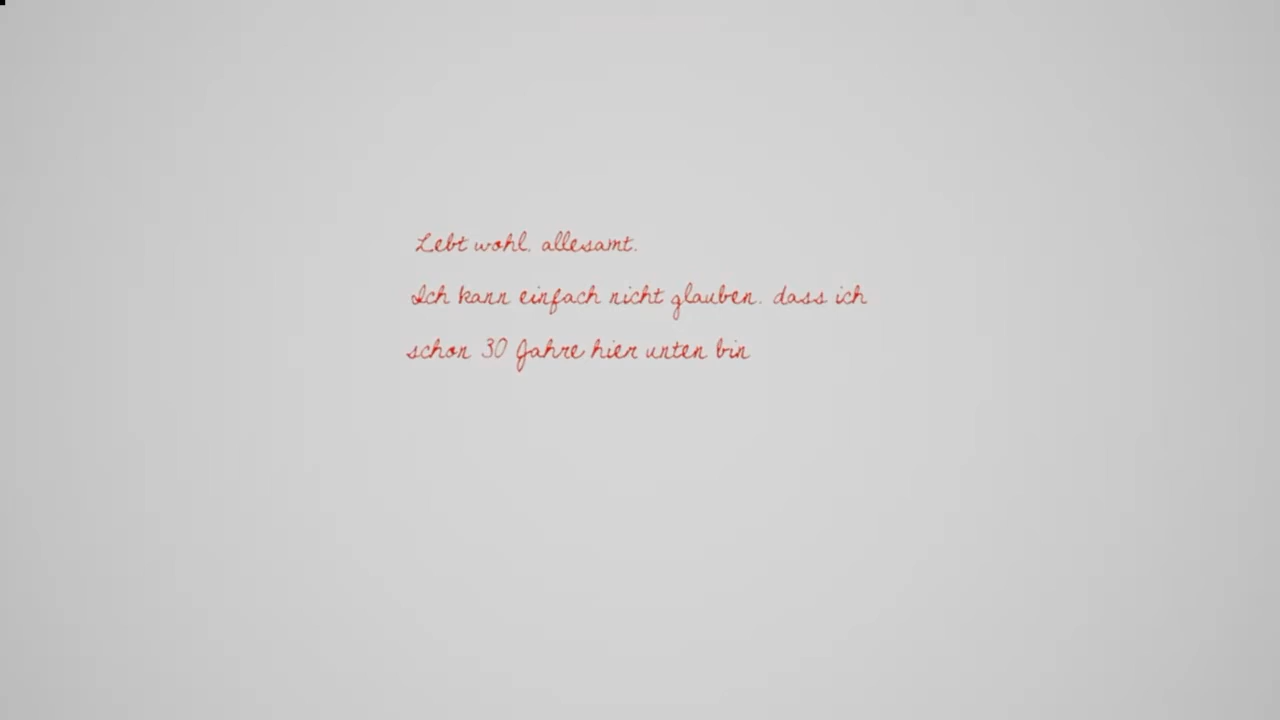 Lebt wohl, allesamt.
Ich kann einfach nicht glauben, dass ich
schon 30 Jahre hier unten bin